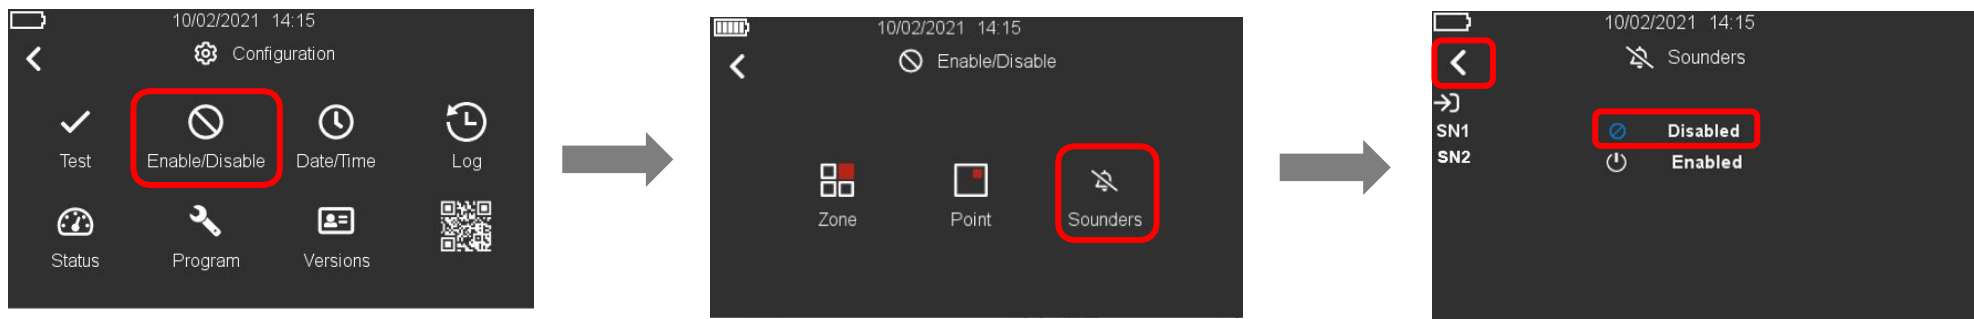 10/02/2021 14:15
Configuration
Test
Enable/Disable
Date/Time
Log
Status
Program
Versions
10/02/2021 14:15
Enable/Disable
Zone
Point
Sounders
10/02/2021 14:15
Sounders
SN1 Disabled
SN2 Enabled